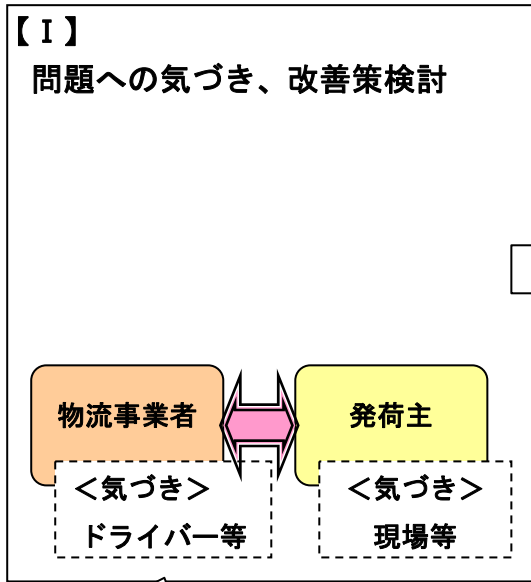 【Ⅰ】
問題への気づき、改善策検討
物流事業者
発荷主
＜気づき＞
ドライバー等
＜気づき＞
現場等